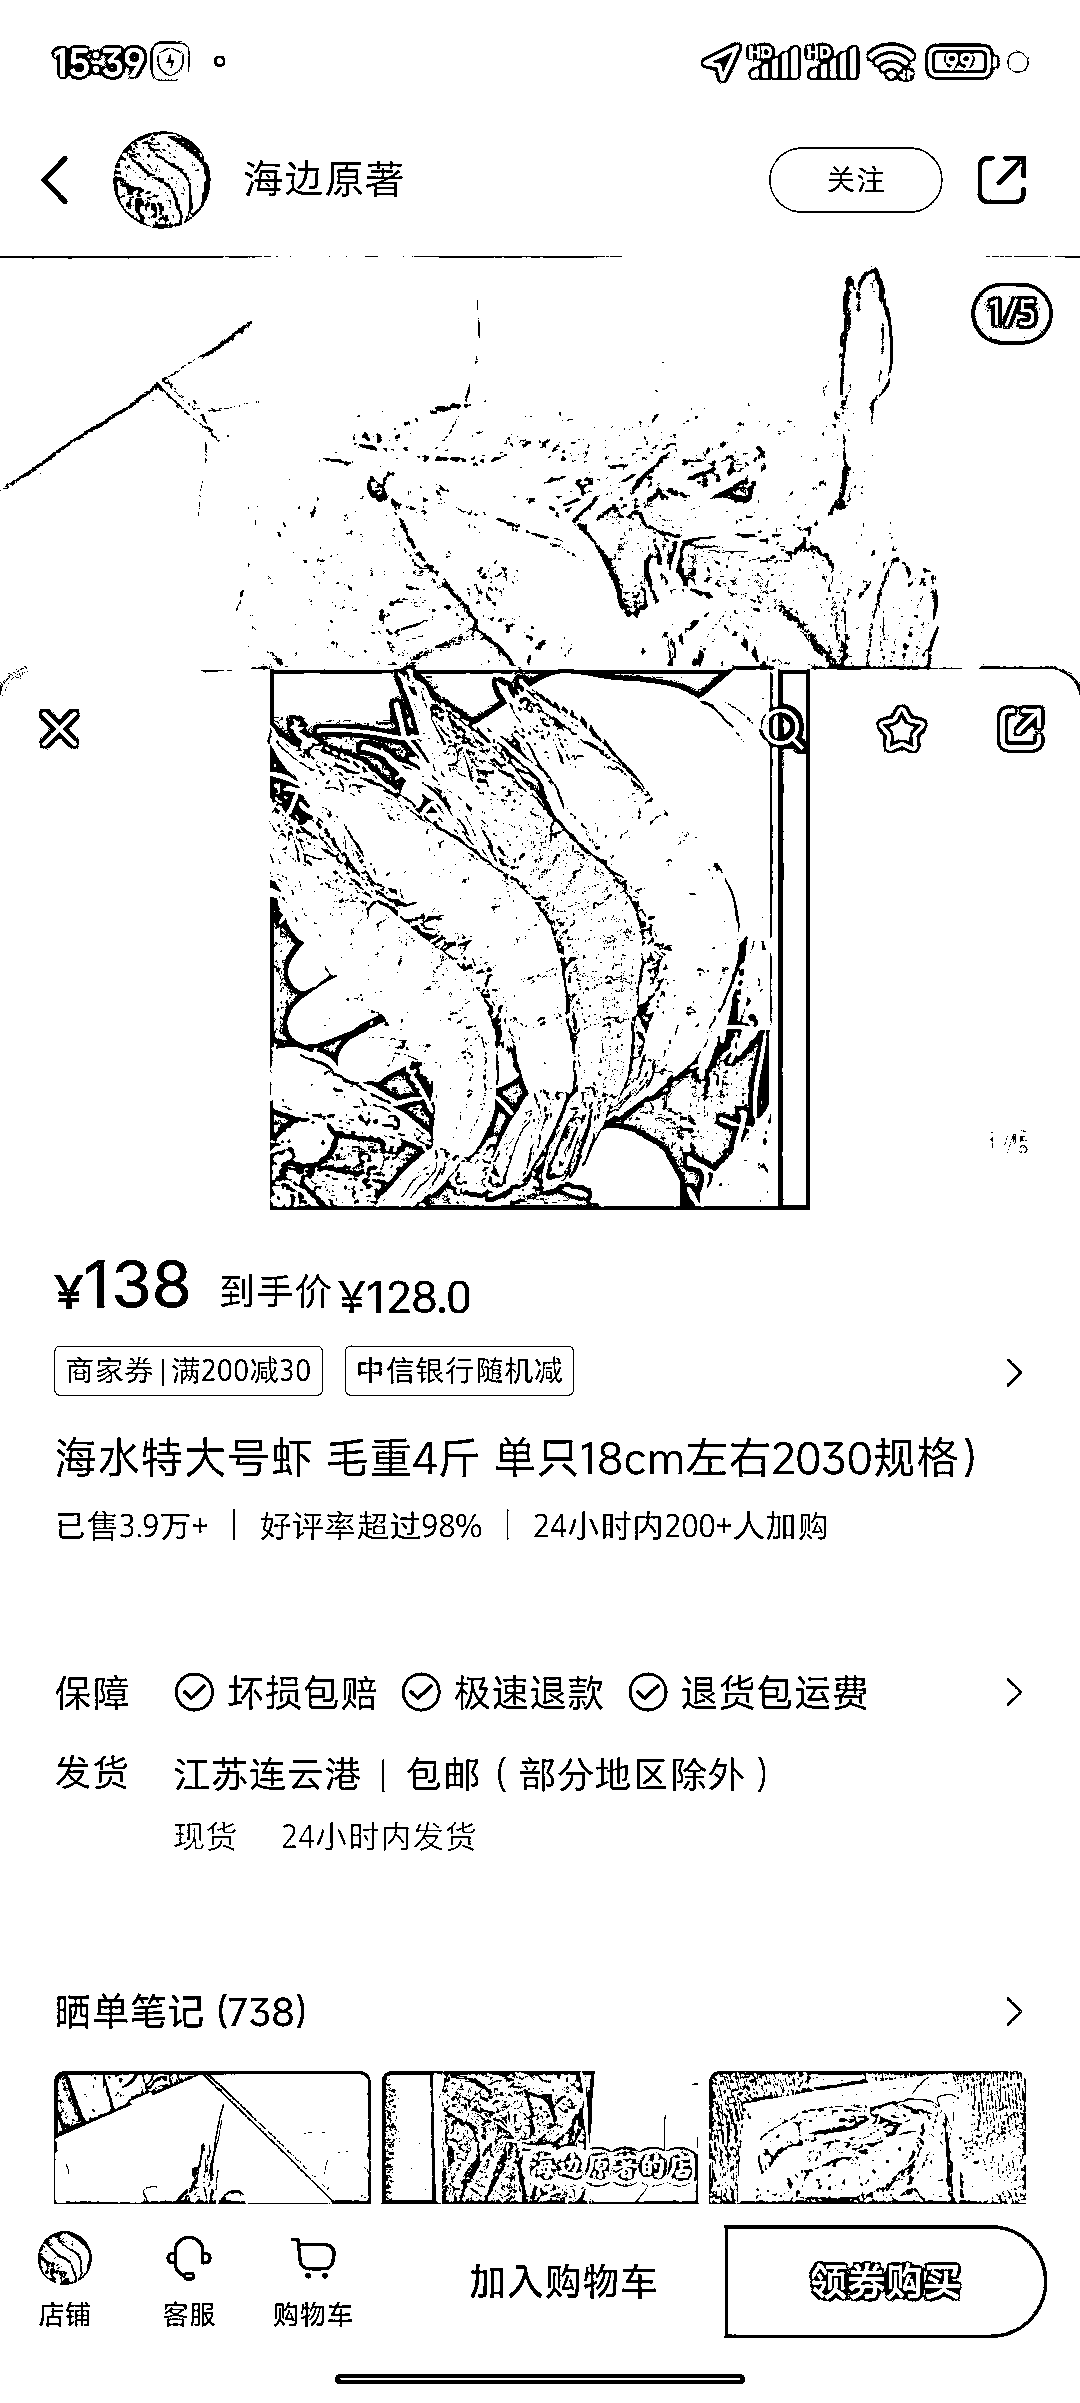 15:39
HD HD 99
海边原著
关注
1/5
1/5
¥138 到手价 ¥128.0
商家券|满200减30 中信银行随机减
海水特大号虾 毛重4斤 单只18cm左右2030规格)
已售3.9万+ | 好评率超过98% | 24小时内200+人加购
保障 坏损包赔 极速退款 退货包运费
发货 江苏连云港 | 包邮(部分地区除外)
现货 24小时内发货
晒单笔记 (738)
海边原著的店
店铺 客服 购物车 加入购物车 领券购买